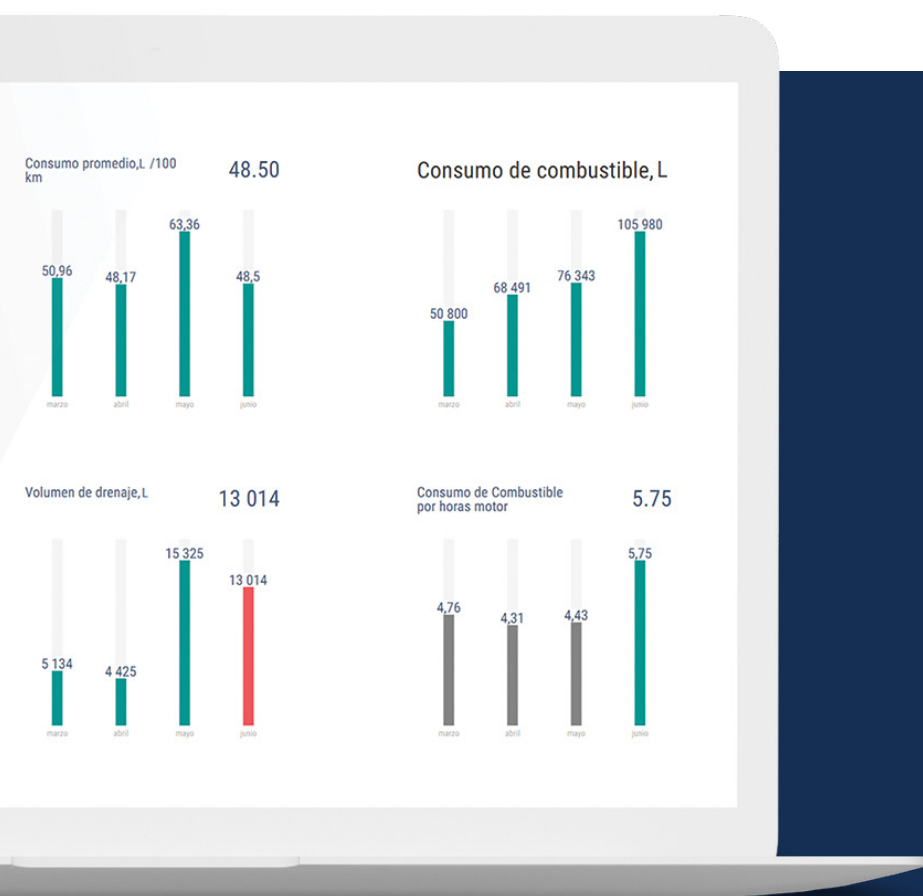 Consumo promedio,L /100
km
48.50
50,96
48,17
63,36
48,5
marzo
abril
mayo
junio
Consumo de combustible, L
50 800
68 491
76 343
105 980
marzo
abril
mayo
junio
Volumen de drenaje, L
13 014
5 134
4 425
15 325
13 014
marzo
abril
mayo
junio
Consumo de Combustible
por horas motor
5.75
4,76
4,31
4,43
5,75
marzo
abril
mayo
junio